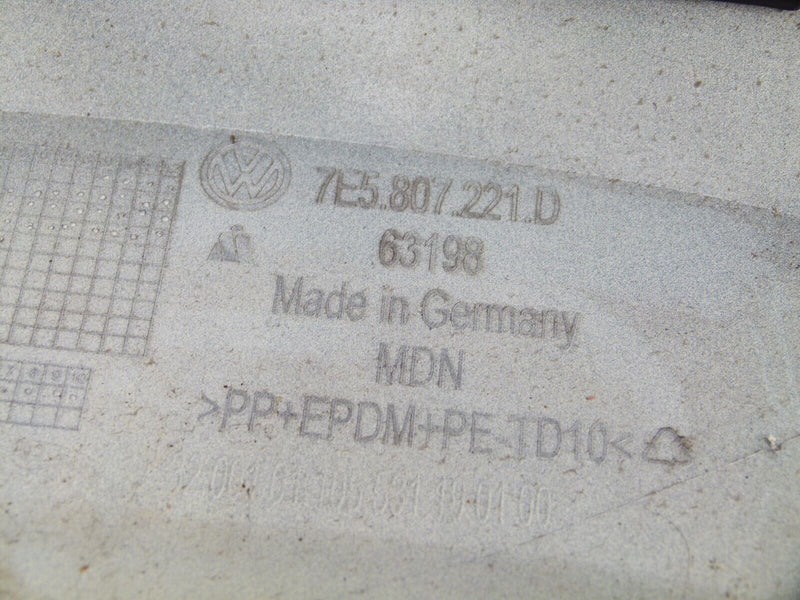 7E5.807.221.D
63198
Made in Germany
MDN
>PP+EPDM+PE-TD10<